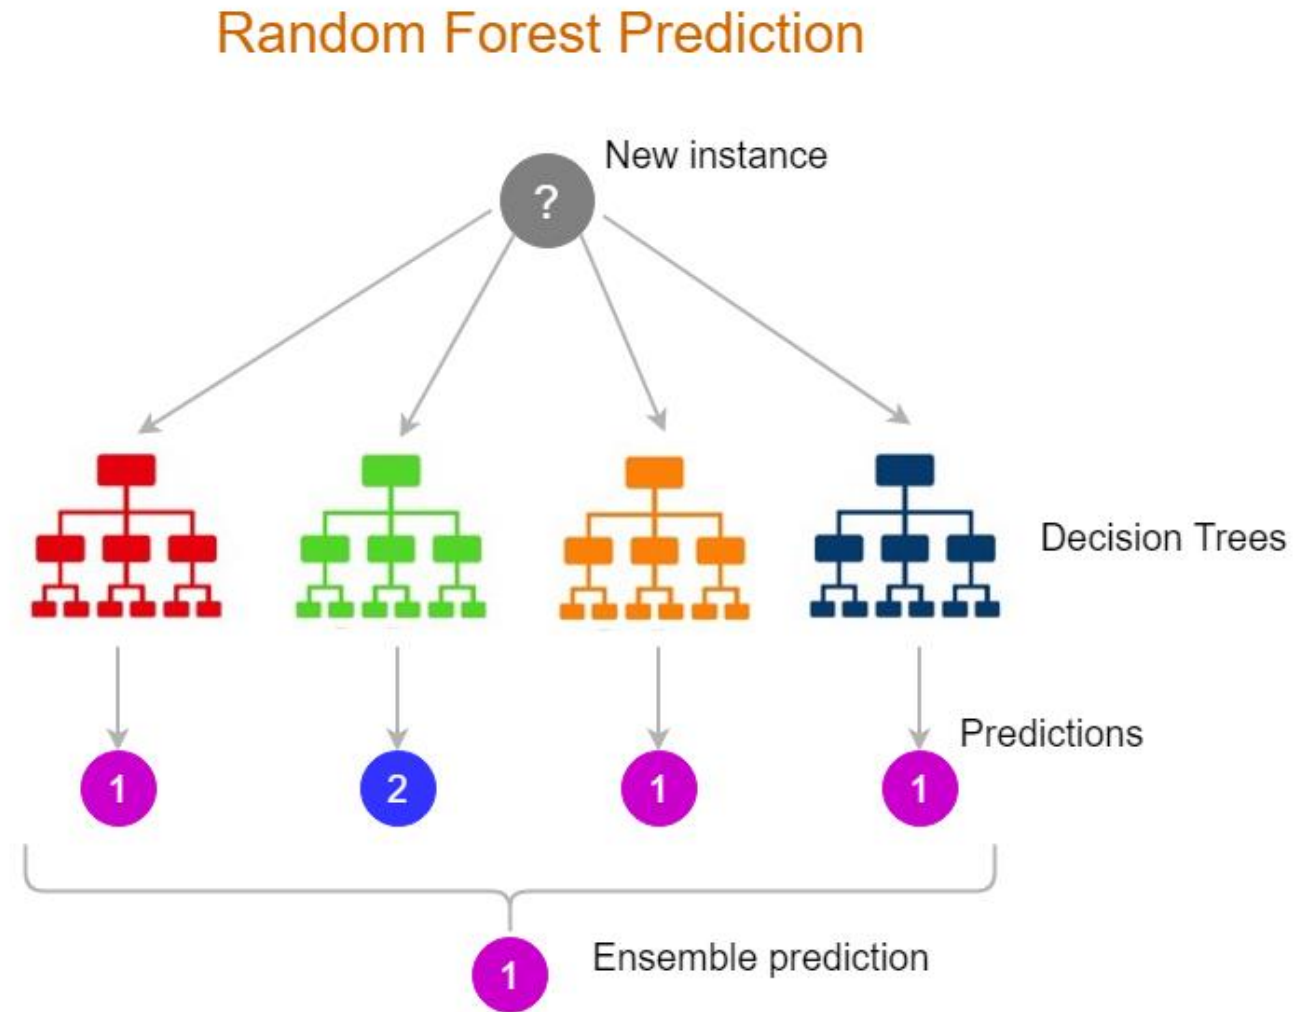 Random Forest Prediction
New instance
?
Decision Trees
Predictions
1
2
1
1
Ensemble prediction
1